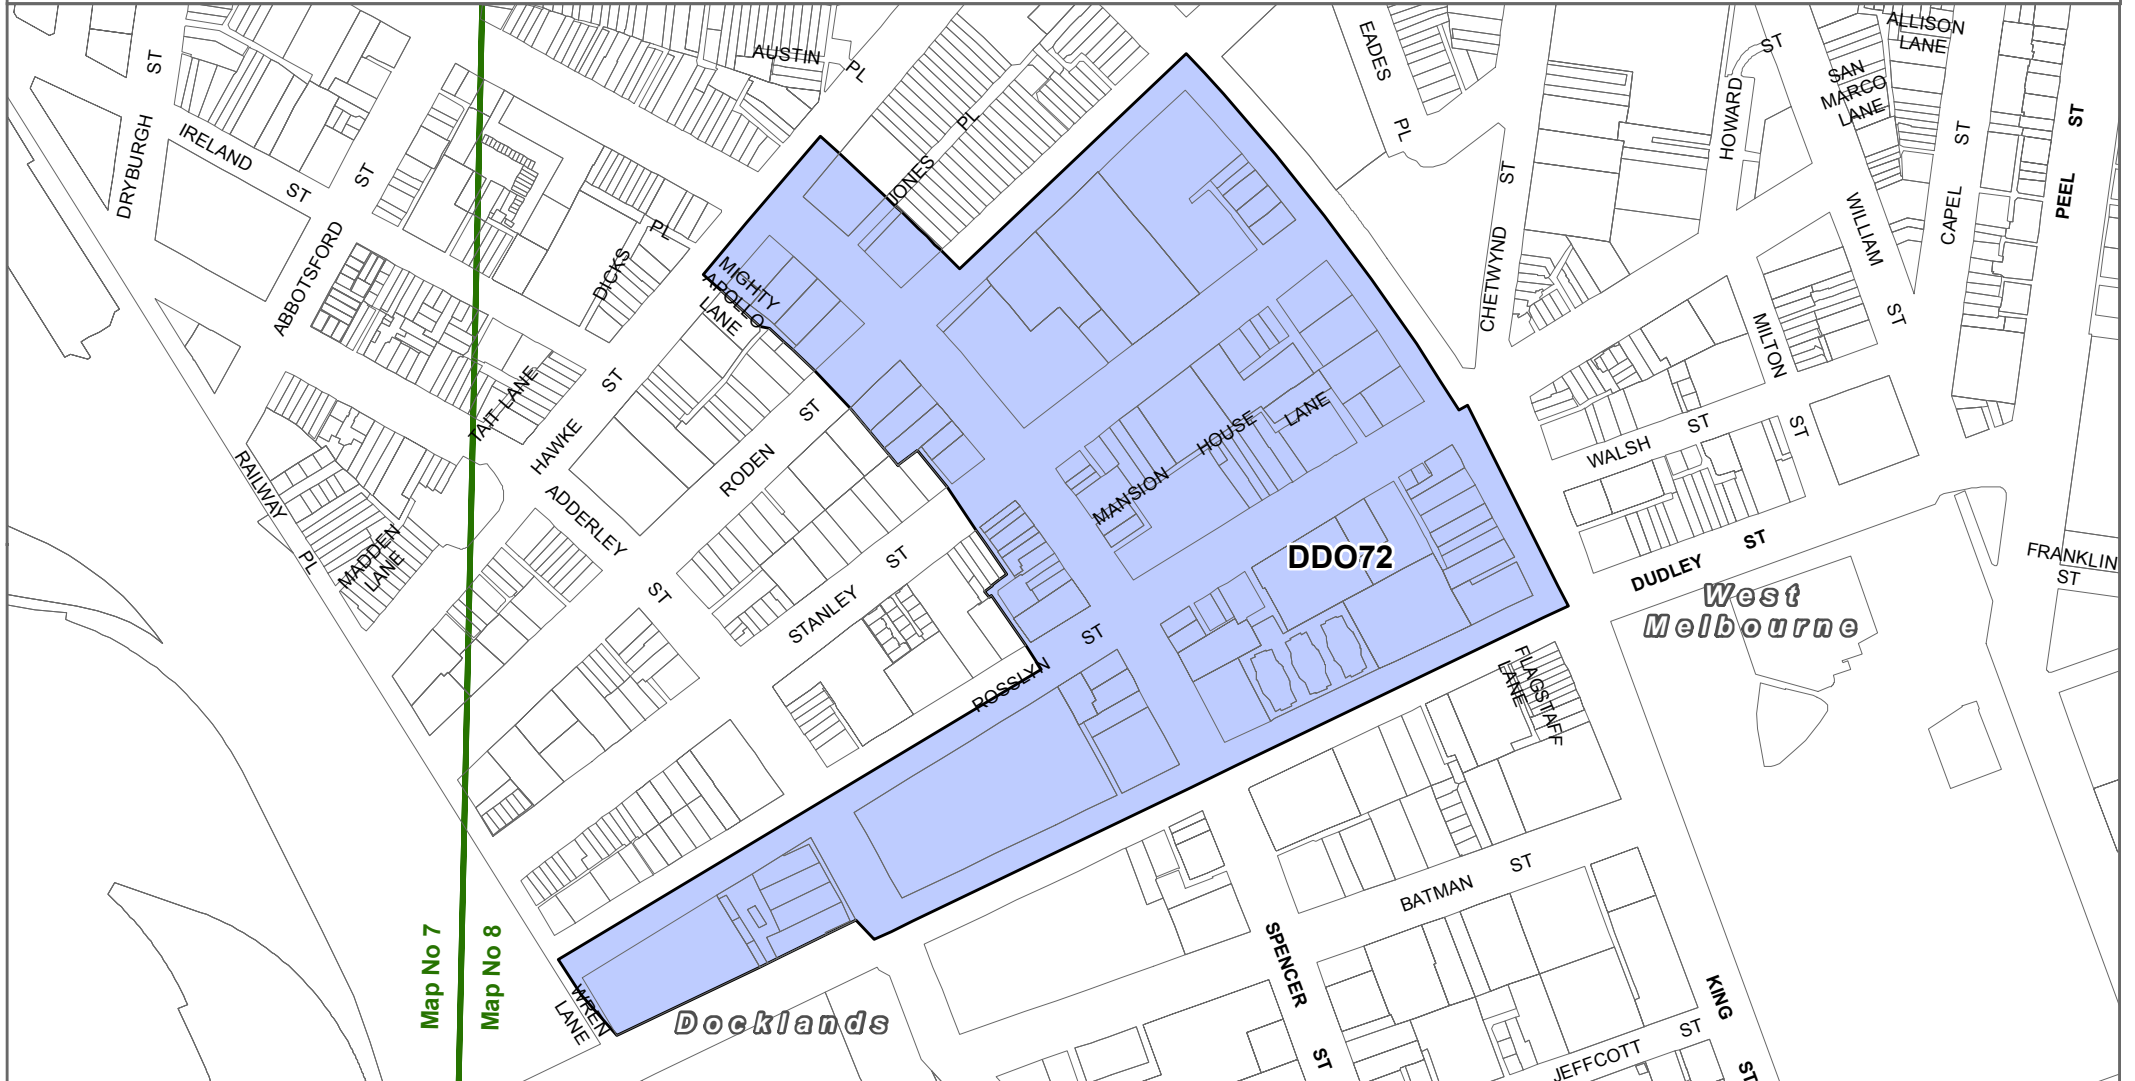 ALLISON
LANE
AUSTIN
PL
EADES
PL
ST
SAN
MARCO
LANE
HOWARD
ST
CAPEL
ST
PEEL
ST
DRYBURGH
ST
IRELAND
ST
ABBOTSFORD
ST
JONES
PL
DICKS
PL
CHETWYND
ST
WILLIAM
ST
MIGHTY
APOLLO
LANE
MILTON
ST
TAIT LANE
HAWKE
ST
RODEN
ST
MANSION
HOUSE
LANE
WALSH
ST
RAILWAY
PL
ADDERLEY
ST
MADDEN
LANE
STANLEY
ST
DDO72
DUDLEY
ST
FRANKLIN
ST
West
Melbourne
ROSSLYN
ST
FLAGSTAFF
LANE
BATMAN
ST
SPENCER
ST
KING
ST
JEFFCOTT
ST
Map No 7
Map No 8
WREN
LANE
Docklands